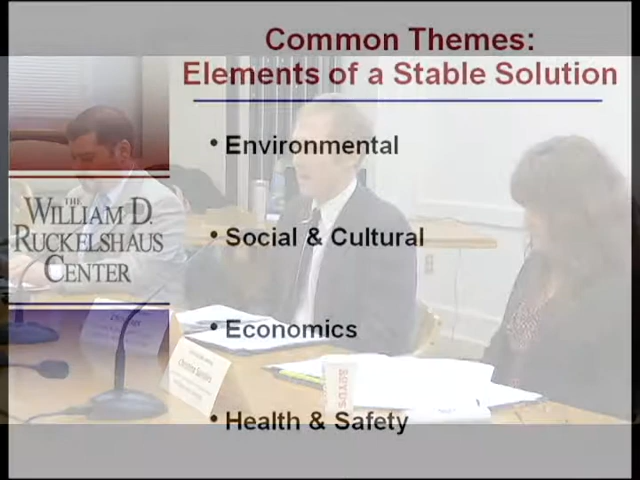 Common Themes:
Elements of a Stable Solution
• Environmental
THE
WILLIAM D.
RUCKELSHAUS
CENTER
• Social & Cultural
• Economics
• Health & Safety